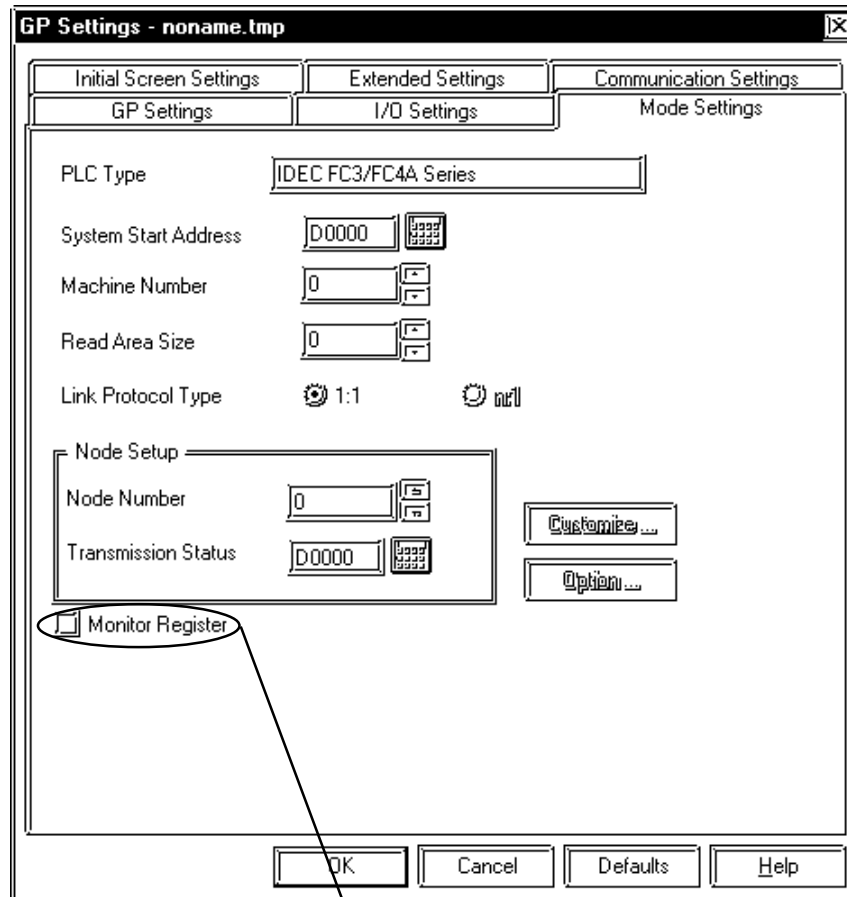 GP Settings - noname.tmp
Initial Screen Settings
Extended Settings
Communication Settings
GP Settings
I/O Settings
Mode Settings
PLC Type
IDEC FC3/FC4A Series
System Start Address
D0000
Machine Number
0
Read Area Size
0
Link Protocol Type
1:1
n:1
Node Setup
Node Number
0
Transmission Status
D0000
Customize ...
Option ...
Monitor Register
OK
Cancel
Defaults
Help